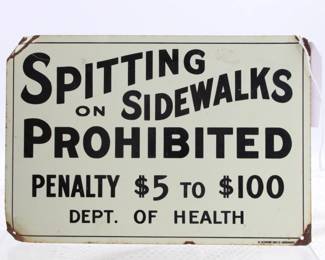 SPITTING
ON SIDEWALKS
PROHIBITED
PENALTY $5 TO $100
DEPT. OF HEALTH